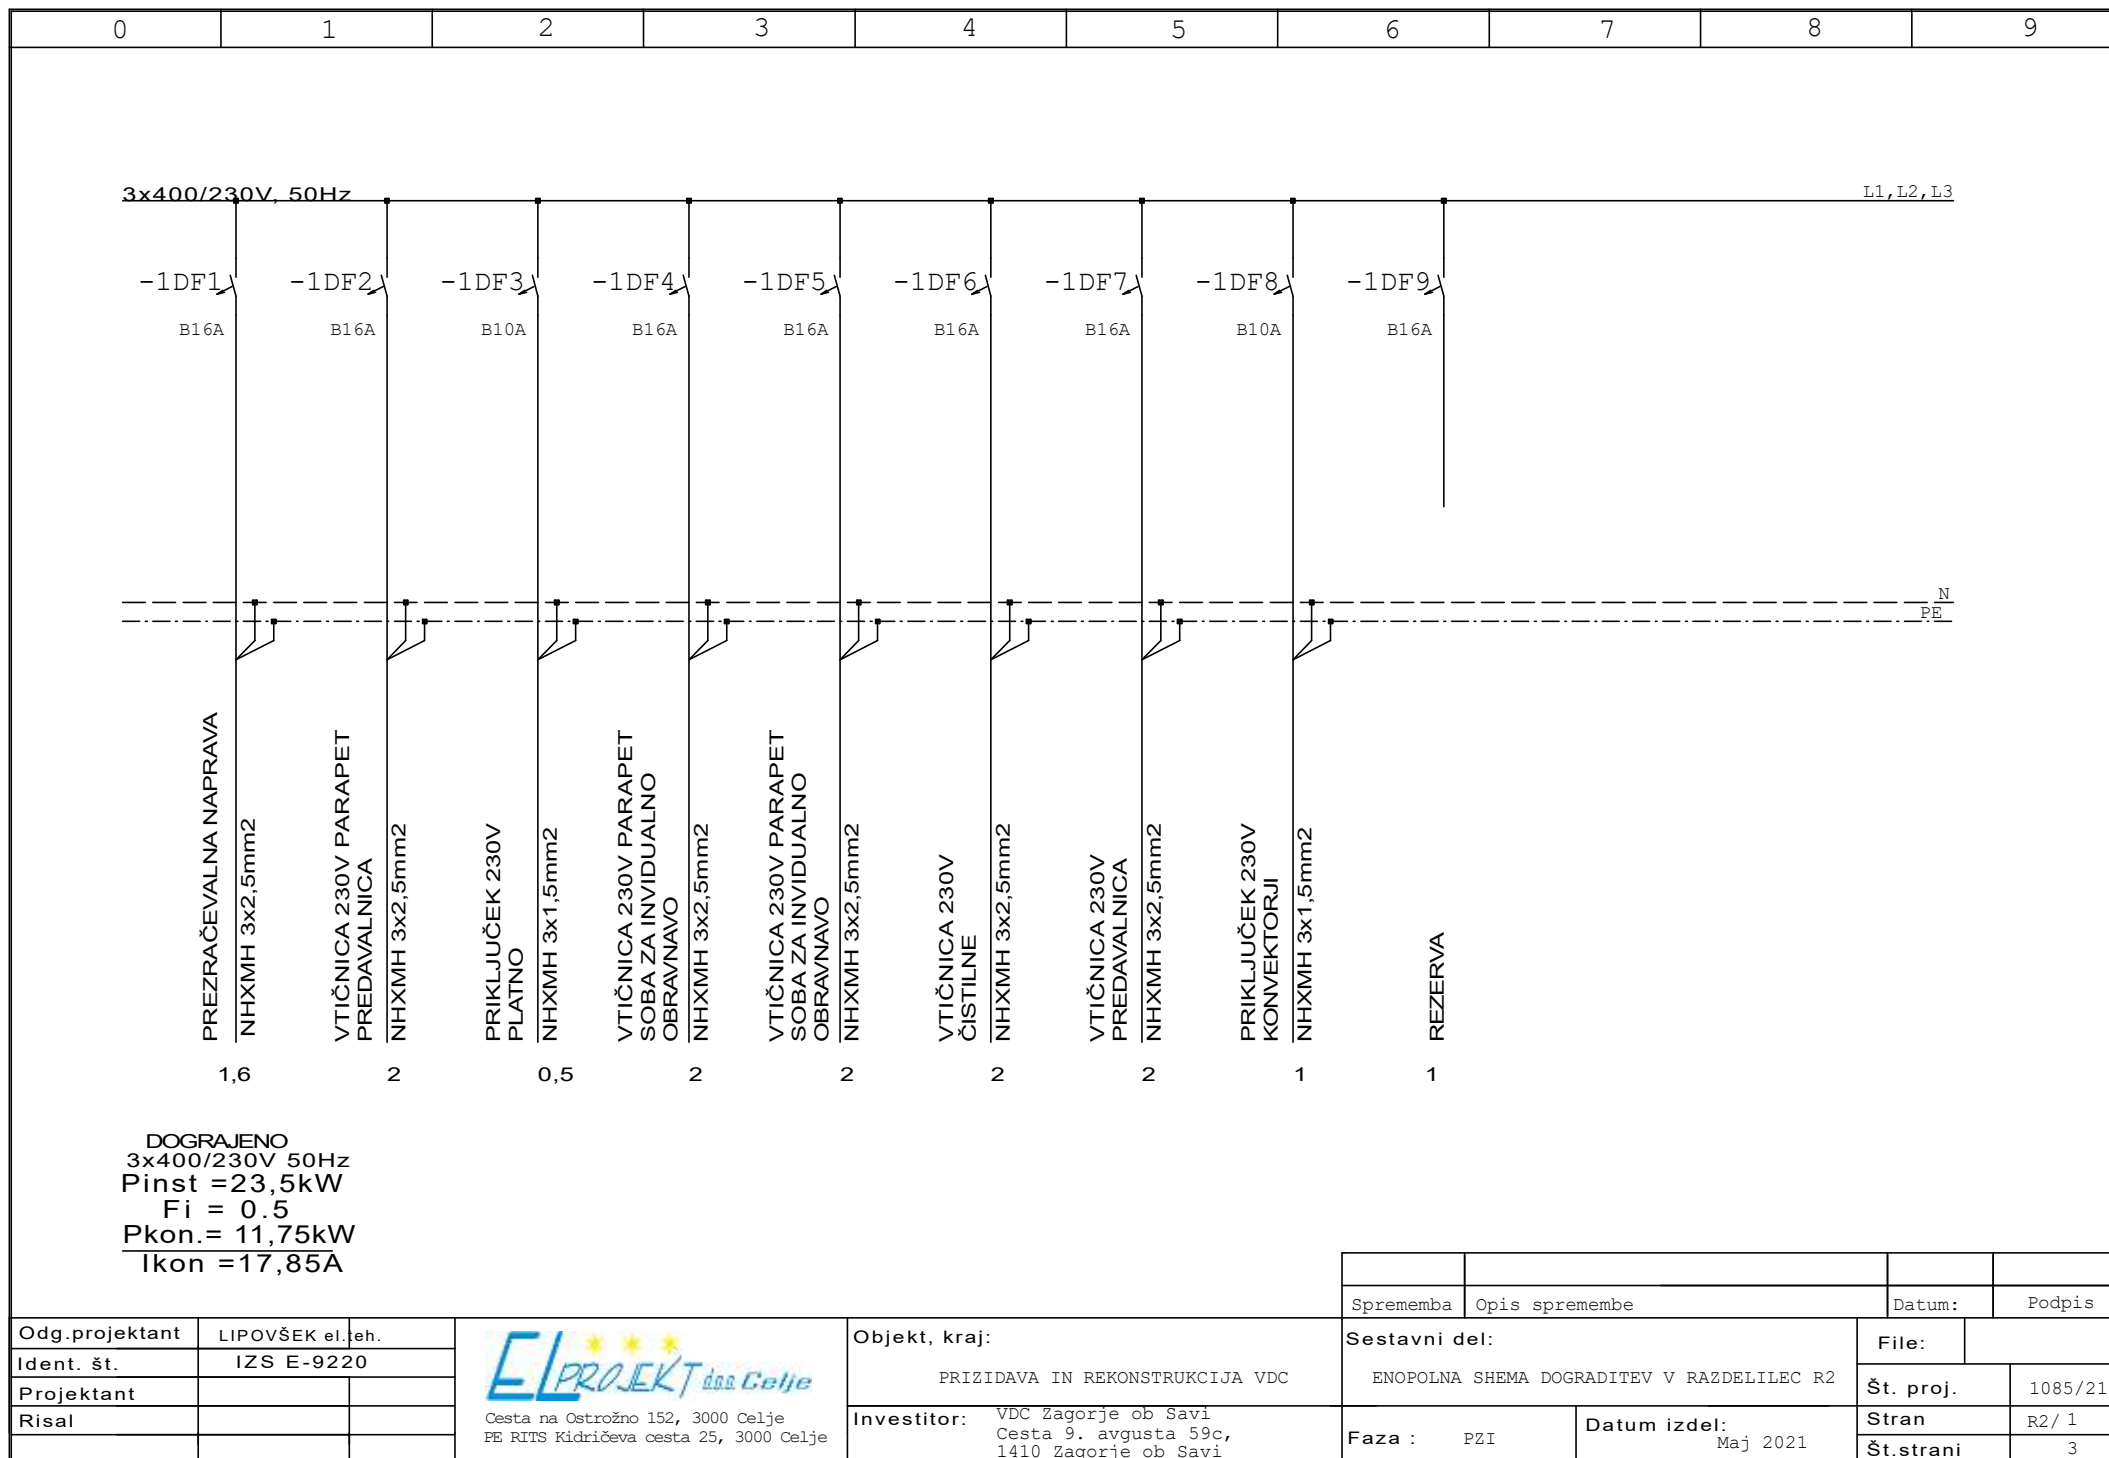 0 1 2 3 4 5 6 7 8 9
3x400/230V, 50Hz
L1,L2,L3
-1DF1 -1DF2 -1DF3 -1DF4 -1DF5 -1DF6 -1DF7 -1DF8 -1DF9
B16A B16A B10A B16A B16A B16A B16A B10A B16A
N
PE
PREZRAČEVALNA NAPRAVA
NHXMH 3x2,5mm2
VTIČNICA 230V PARAPET
PREDAVALNICA
NHXMH 3x2,5mm2
PRIKLJUČEK 230V
PLATNO
NHXMH 3x1,5mm2
VTIČNICA 230V PARAPET
SOBA ZA INVIDUALNO
OBRAVNAVO
NHXMH 3x2,5mm2
VTIČNICA 230V PARAPET
SOBA ZA INVIDUALNO
OBRAVNAVO
NHXMH 3x2,5mm2
VTIČNICA 230V
ČISTILNE
NHXMH 3x2,5mm2
VTIČNICA 230V
PREDAVALNICA
NHXMH 3x2,5mm2
PRIKLJUČEK 230V
KONVEKTORJI
NHXMH 3x1,5mm2
REZERVA
1,6 2 0,5 2 2 2 2 1 1
DOGRAJENO
3x400/230V 50Hz
Pinst =23,5kW
Fi = 0.5
Pkon.= 11,75kW
Ikon =17,85A
Sprememba Opis spremembe Datum: Podpis
Odg.projektant LIPOVŠEK el.teh.
Ident. št. IZS E-9220
Projektant
Risal
ELPROJEKT d.o.o. Celje
Cesta na Ostrožno 152, 3000 Celje
PE RITS Kidričeva cesta 25, 3000 Celje
Objekt, kraj:
PRIZIDAVA IN REKONSTRUKCIJA VDC
Investitor: VDC Zagorje ob Savi
Cesta 9. avgusta 59c,
1410 Zagorje ob Savi
Sestavni del:
ENOPOLNA SHEMA DOGRADITEV V RAZDELILEC R2
Faza : PZI
Datum izdel:
Maj 2021
File:
Št. proj. 1085/21
Stran R2/ 1
Št.strani 3